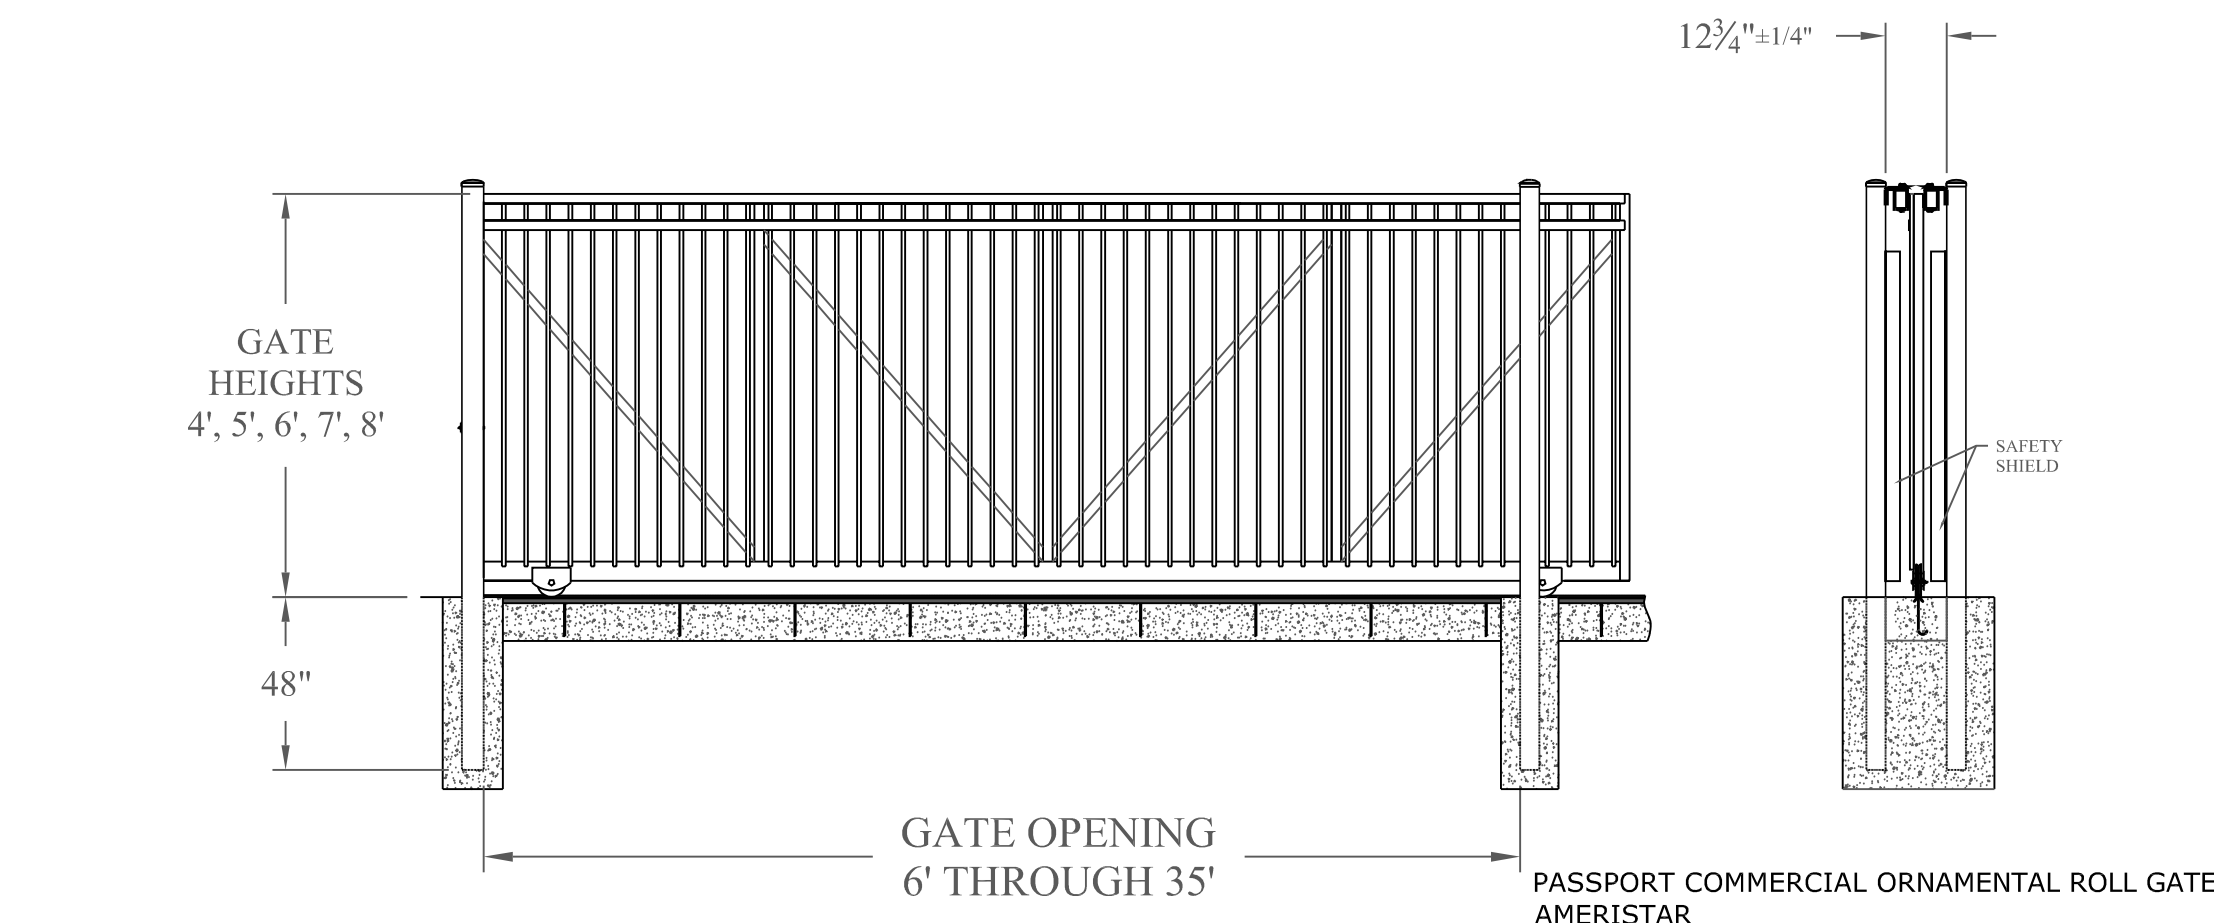 12¾"±1/4"
GATE
HEIGHTS
4', 5', 6', 7', 8'
SAFETY
SHIELD
48"
GATE OPENING
6' THROUGH 35'
PASSPORT COMMERCIAL ORNAMENTAL ROLL GATE
AMERISTAR